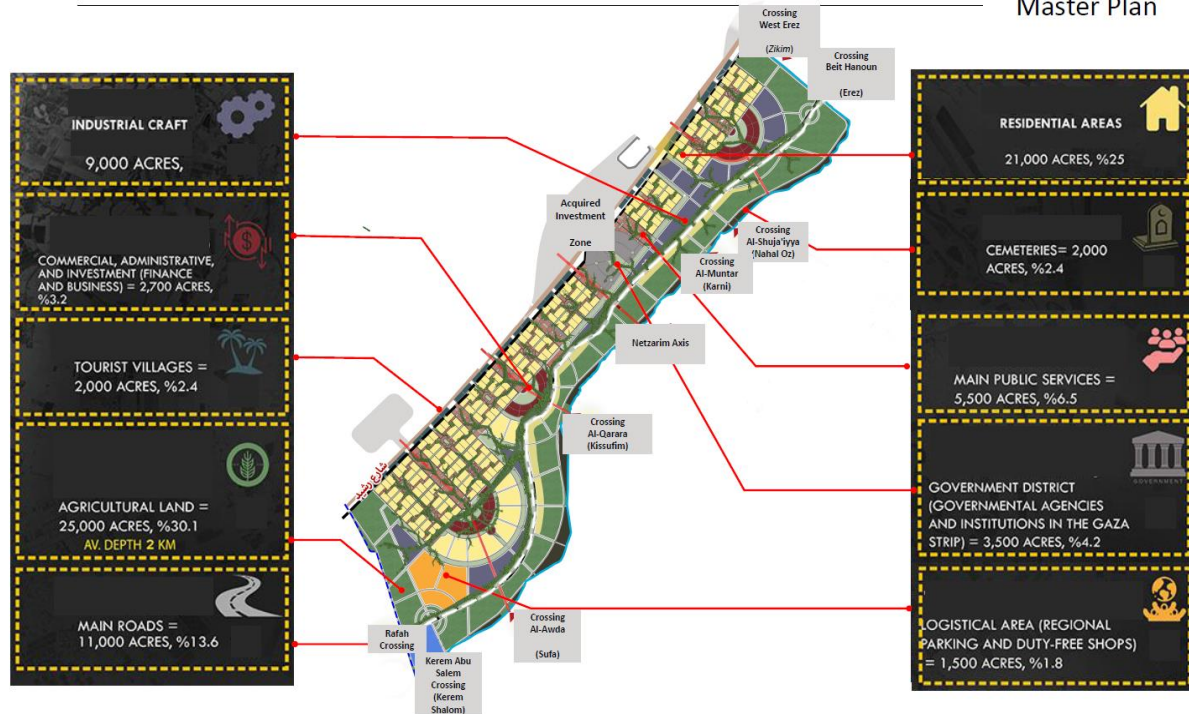 Master Plan
INDUSTRIAL CRAFT
9,000 ACRES,
COMMERCIAL, ADMINISTRATIVE,
AND INVESTMENT (FINANCE
AND BUSINESS) = 2,700 ACRES,
%3.2
TOURIST VILLAGES =
2,000 ACRES, %2.4
AGRICULTURAL LAND =
25,000 ACRES, %30.1
AV. DEPTH 2 KM
MAIN ROADS =
11,000 ACRES, %13.6
Crossing
West Erez
(Zikim)
Crossing
Beit Hanoun
(Erez)
Acquired
Investment
Zone
Crossing
Al-Shuja'iyya
(Nahal Oz)
Crossing
Al-Muntar
(Karni)
Netzarim Axis
Crossing
Al-Qarara
(Kissufim)
شارع رشيد
Crossing
Al-Awda
(Sufa)
Rafah
Crossing
Kerem Abu
Salem
Crossing
(Kerem
Shalom)
RESIDENTIAL AREAS
21,000 ACRES, %25
CEMETERIES= 2,000
ACRES, %2.4
MAIN PUBLIC SERVICES =
5,500 ACRES, %6.5
GOVERNMENT
GOVERNMENT DISTRICT
(GOVERNMENTAL AGENCIES
AND INSTITUTIONS IN THE GAZA
STRIP) = 3,500 ACRES, %4.2
LOGISTICAL AREA (REGIONAL
PARKING AND DUTY-FREE SHOPS)
= 1,500 ACRES, %1.8